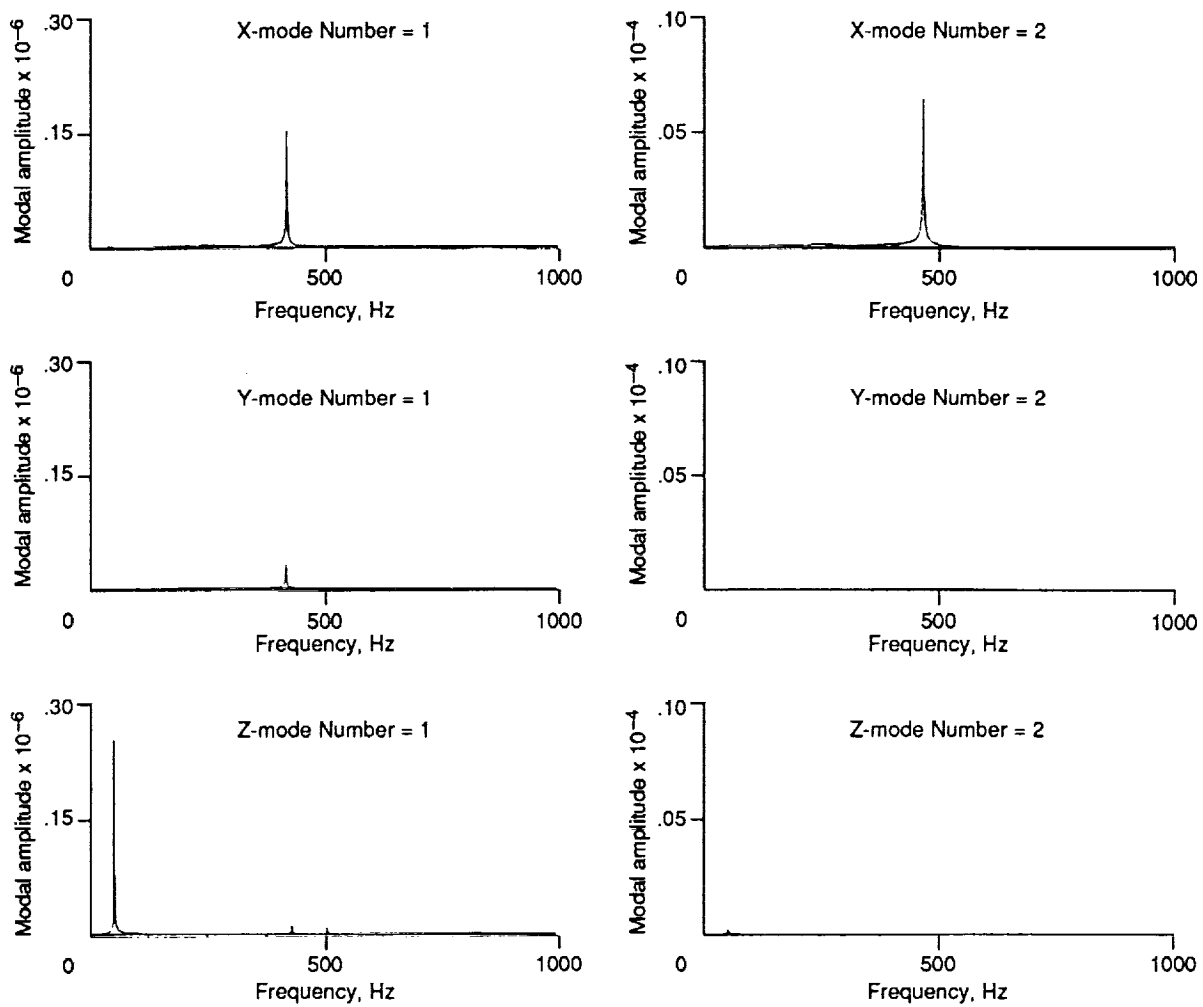 X-mode Number = 1
Modal amplitude x 10⁻⁶
.30
.15
0
500
1000
Frequency, Hz
X-mode Number = 2
Modal amplitude x 10⁻⁴
.10
.05
0
500
1000
Frequency, Hz
Y-mode Number = 1
Modal amplitude x 10⁻⁶
.30
.15
0
500
1000
Frequency, Hz
Y-mode Number = 2
Modal amplitude x 10⁻⁴
.10
.05
0
500
1000
Frequency, Hz
Z-mode Number = 1
Modal amplitude x 10⁻⁶
.30
.15
0
500
1000
Frequency, Hz
Z-mode Number = 2
Modal amplitude x 10⁻⁴
.10
.05
0
500
1000
Frequency, Hz